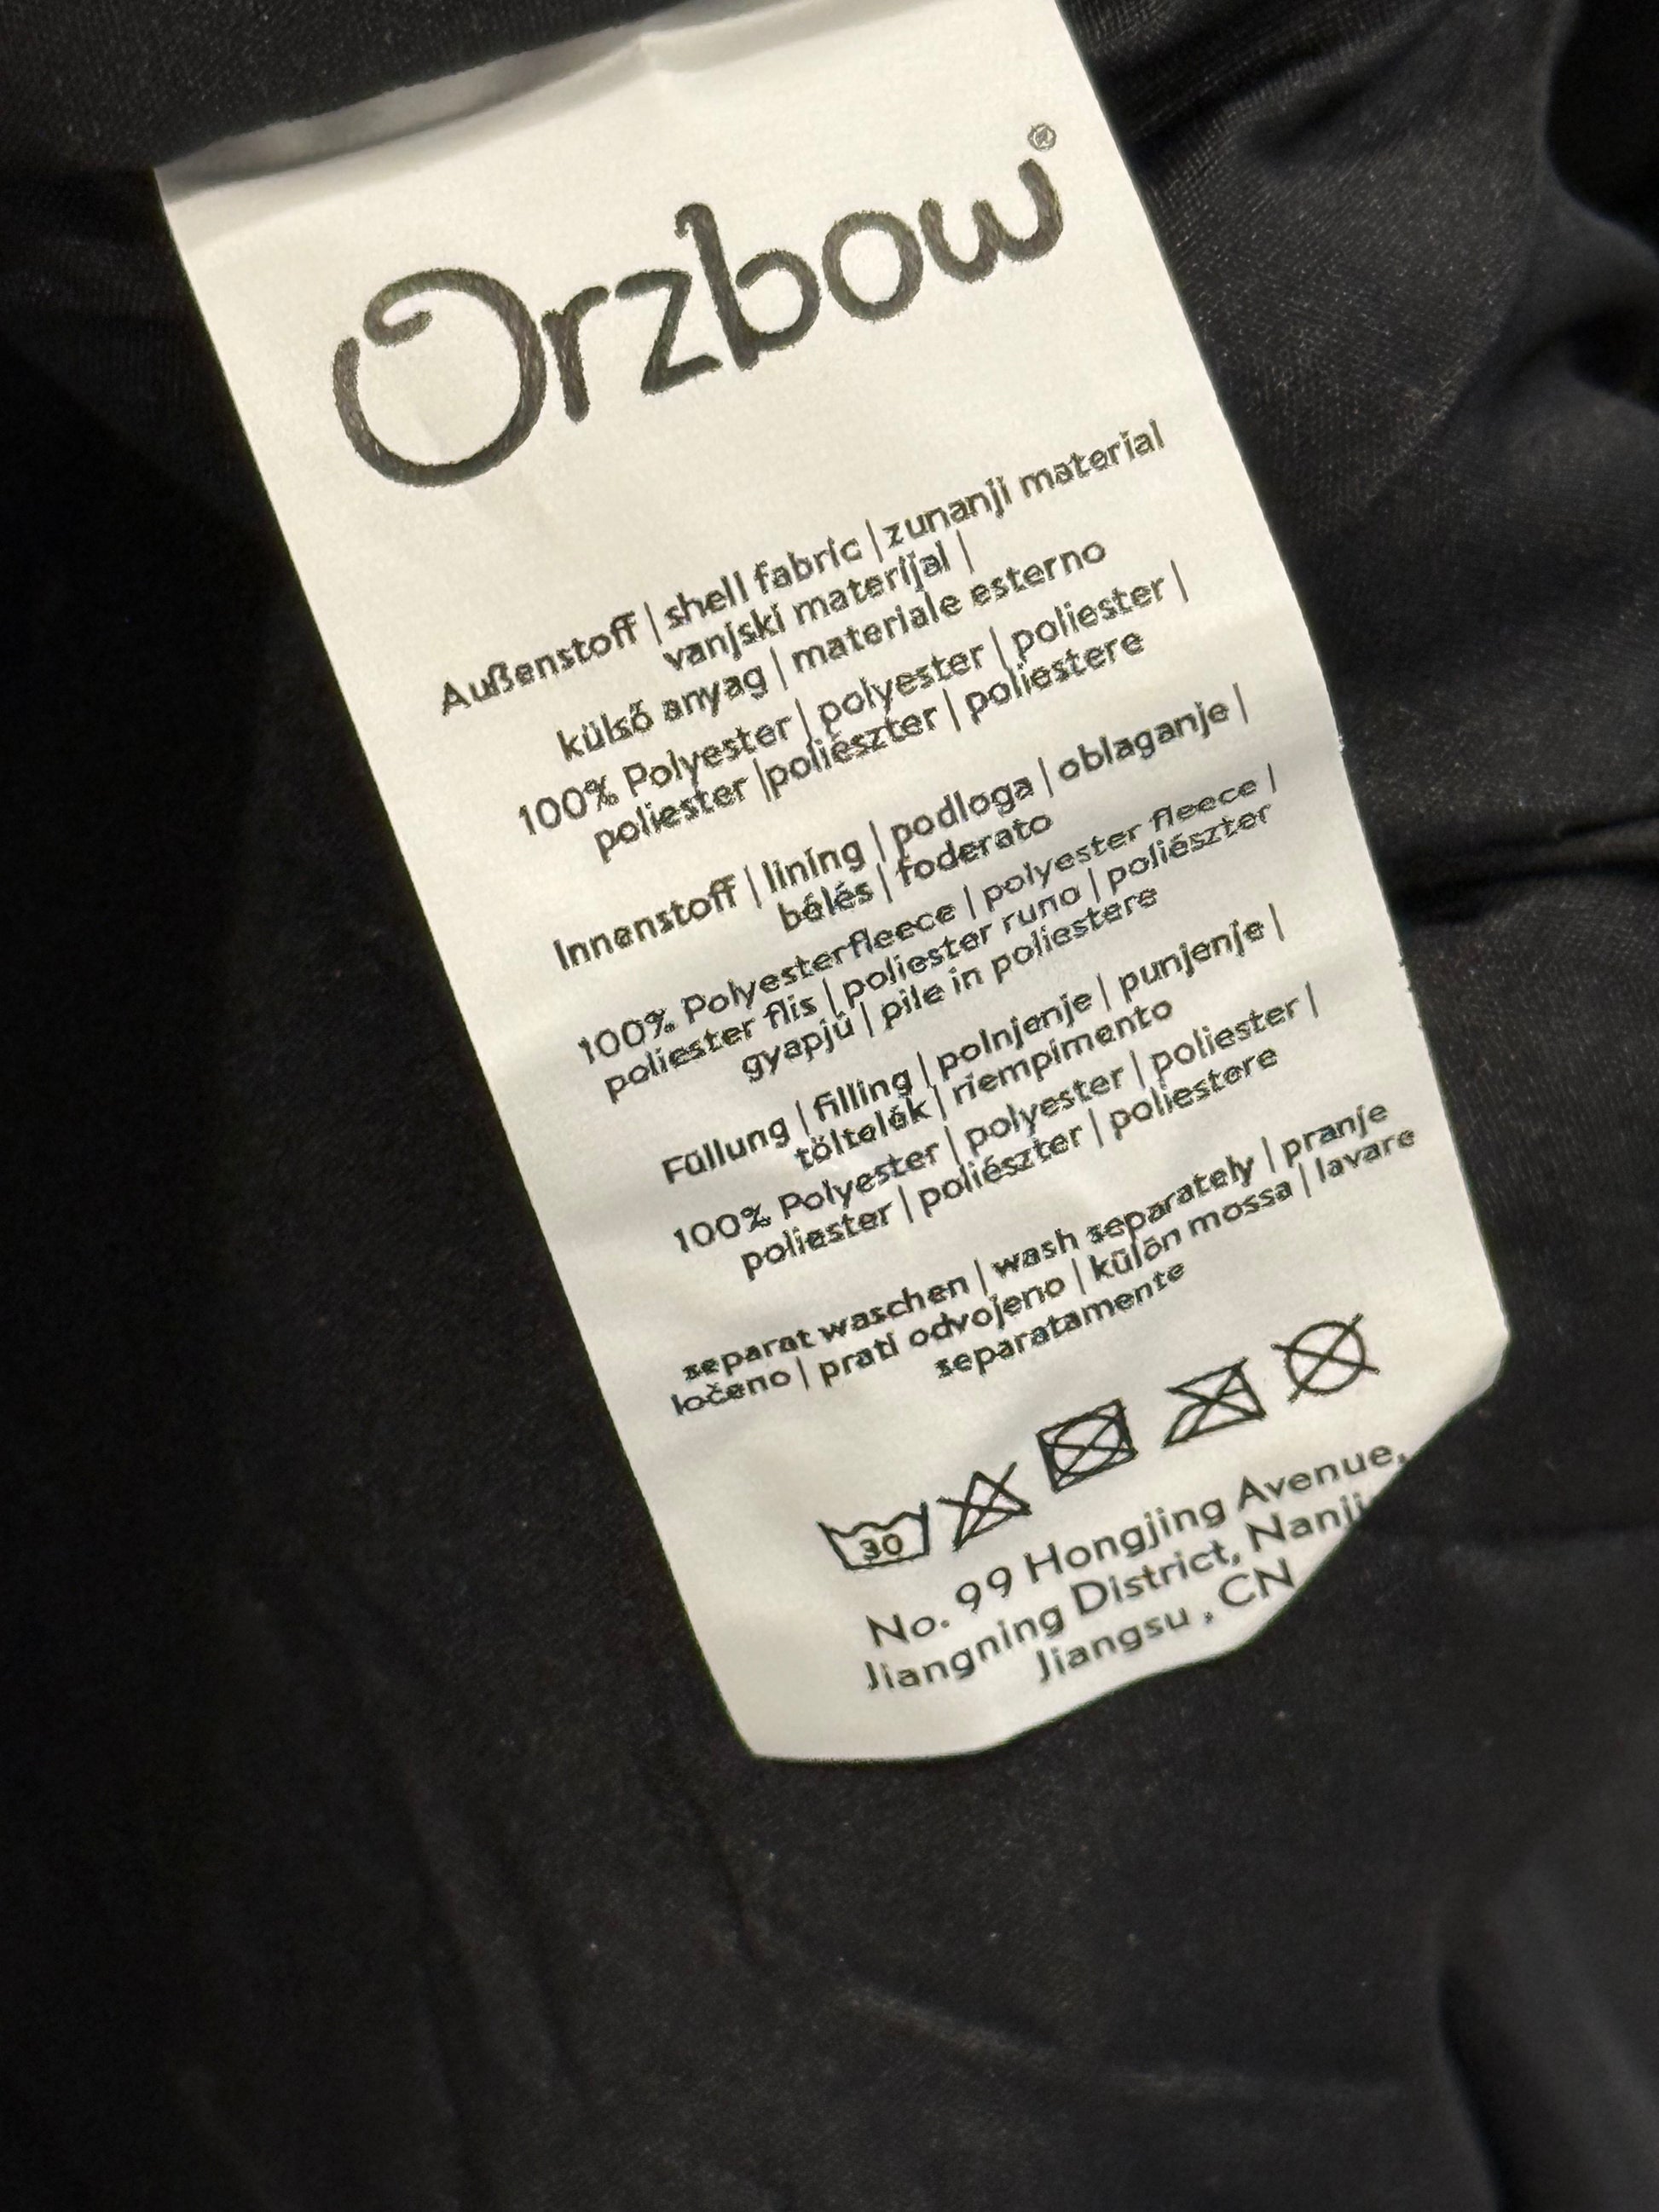 Orzbow®
Außenstoff | shell fabric | zunanji material
vanjski materijal |
külső anyag | materiale esterno
100% Polyester | polyester | poliester |
poliester | poliészter | poliestere
Innenstoff | lining | podloga | oblaganje |
bélés | foderato
100% Polyesterfleece | polyester fleece |
poliester flis | poliester runo | poliészter
gyapjú | pile in poliestere
Füllung | filling | polnjenje | punjenje |
töltelék | riempimento
100% Polyester | polyester | poliester |
poliester | poliészter | poliestere
separat waschen | wash separately | pranje
ločeno | prati odvojeno | külön mossa | lavare
separatamente
30
No. 99 Hongjing Avenue,
Jiangning District,
Jiangsu , CN